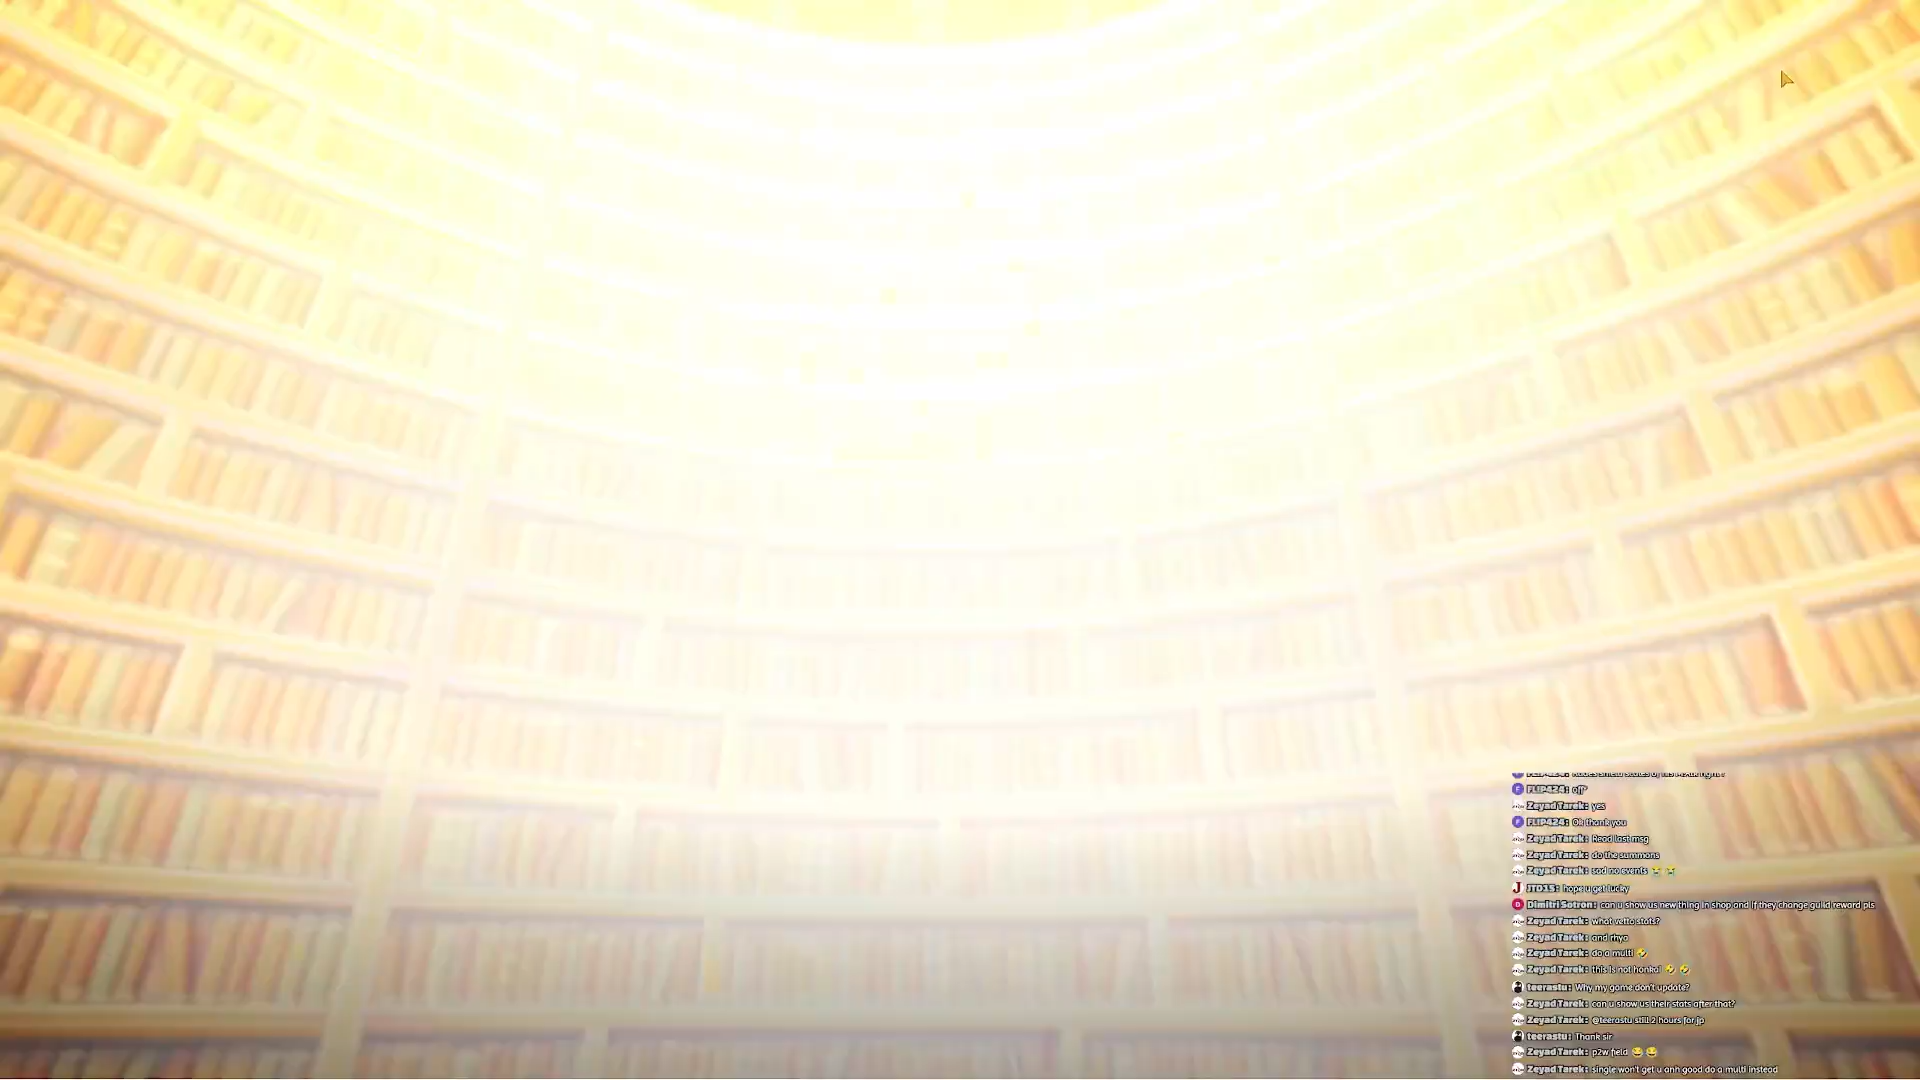 FLIP424: off*
Zeyad Tarek: yes
FLIP424: Ok thank you
Zeyad Tarek: Read last msg
Zeyad Tarek: do the summons
Zeyad Tarek: sad no events 😭 😭
JTD1S: hope u get lucky
Dimitri Sotron: can u show us new thing in shop and if they change guild reward pls
Zeyad Tarek: what vetto stats?
Zeyad Tarek: and rhya
Zeyad Tarek: do a multi 🤣
Zeyad Tarek: this is not honkai 🤣 🤣
teerastu: Why my game don't update?
Zeyad Tarek: can u show us their stats after that?
Zeyad Tarek: @teerastu still 2 hours for jp
teerastu: Thank sir
Zeyad Tarek: p2w field 😂 😂
Zeyad Tarek: single won't get u anh good do a multi instead